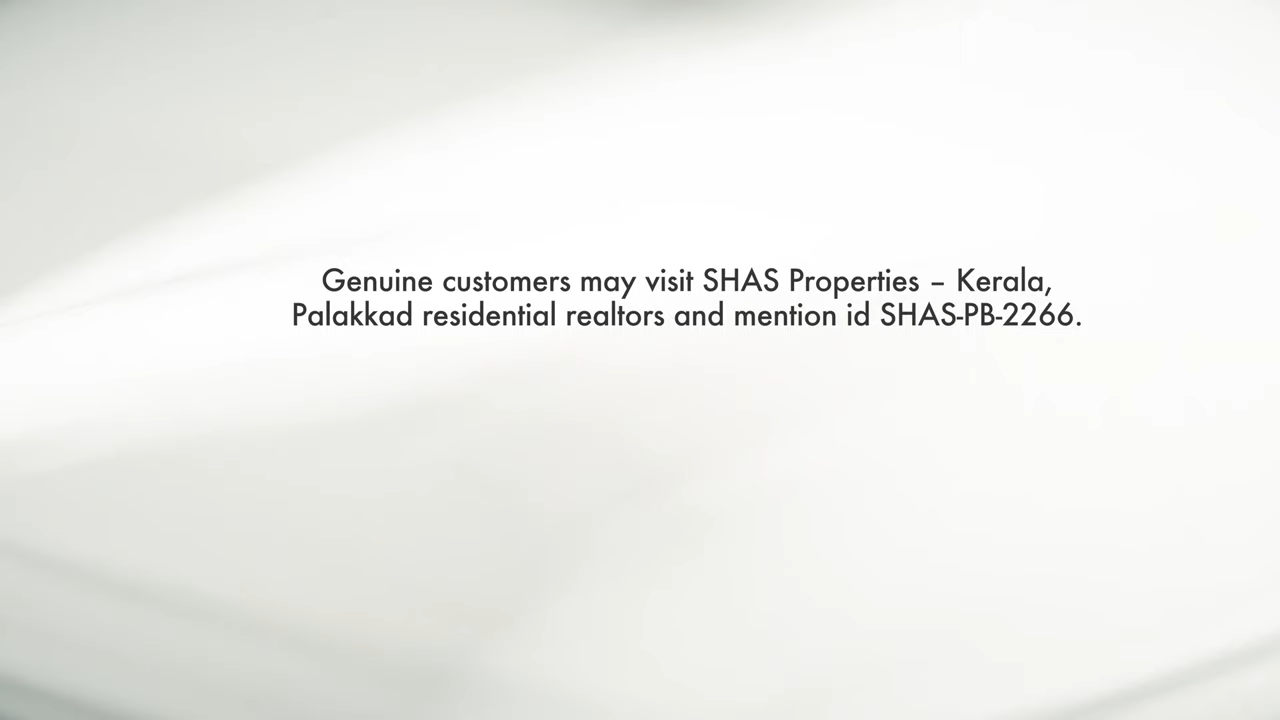 Genuine customers may visit SHAS Properties – Kerala,
Palakkad residential realtors and mention id SHAS-PB-2266.